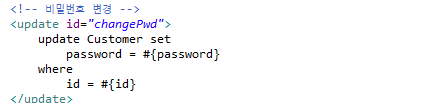 <!-- 비밀번호 변경 -->
<update id="changePwd">
update Customer set
password = #{password}
where
id = #{id}
</update>